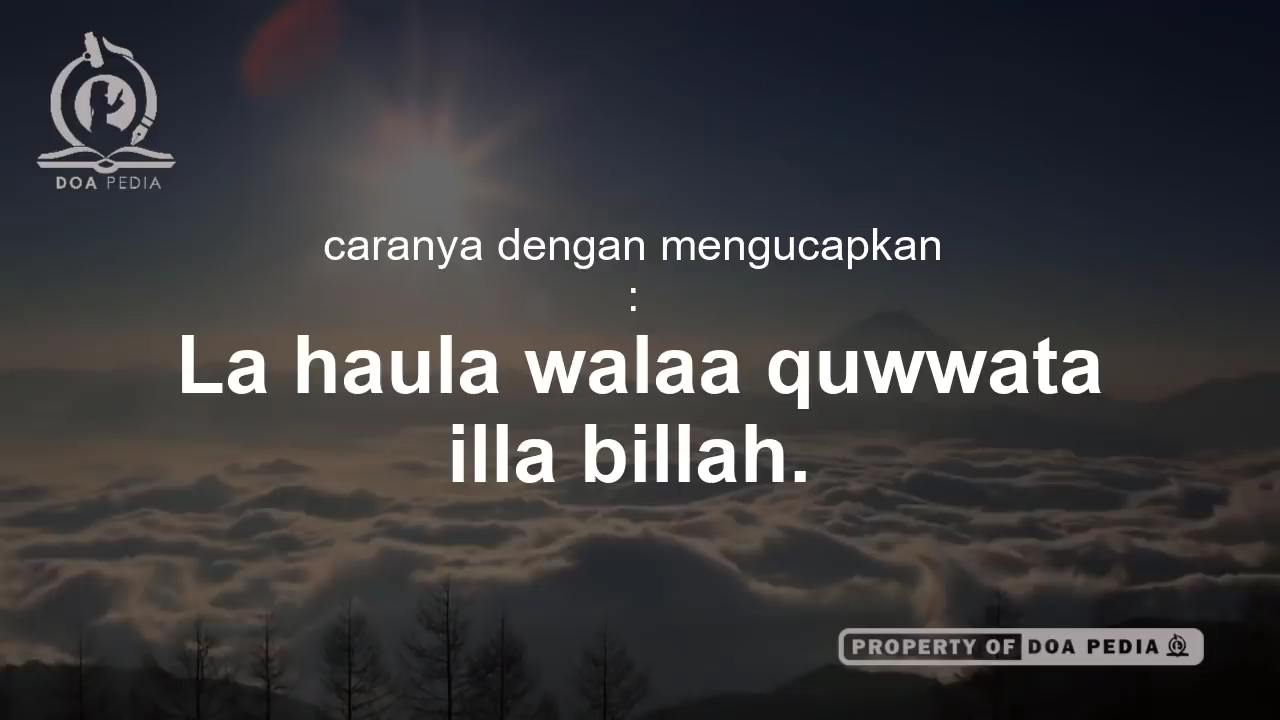 DOA PEDIA
caranya dengan mengucapkan
:
La haula walaa quwwata
illa billah.
PROPERTY OF DOA PEDIA